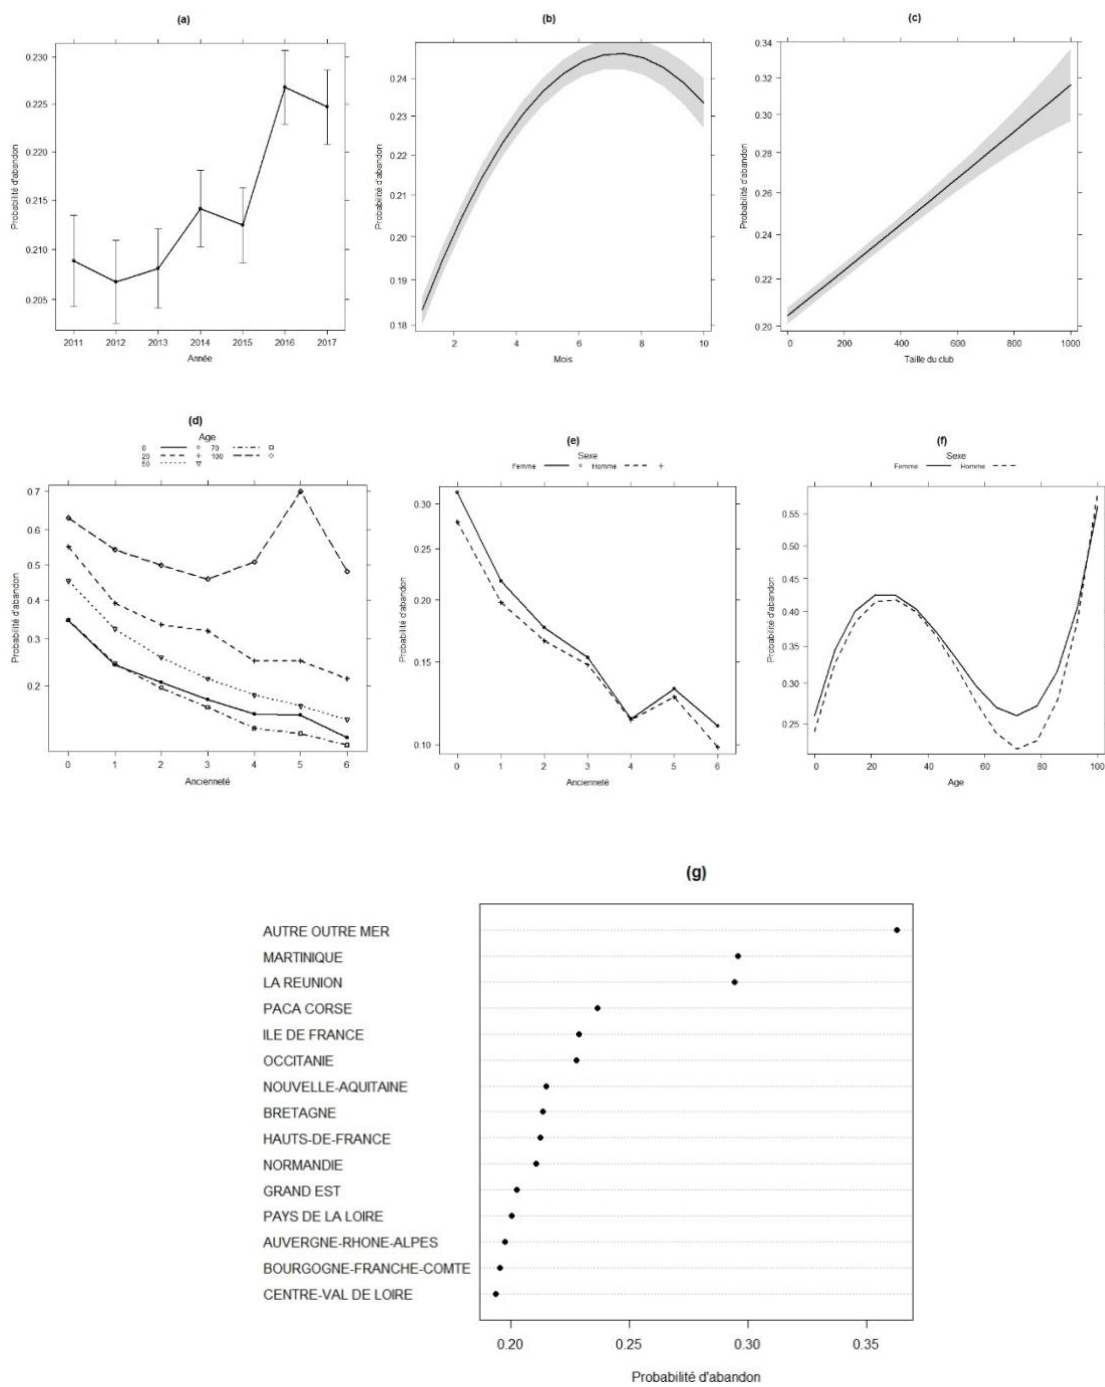 (a)
0.230
0.225
0.220
0.215
0.210
0.205
Probabilité d'abandon
2011 2012 2013 2014 2015 2016 2017
Année
(b)
0.24
0.23
0.22
0.21
0.20
0.19
0.18
Probabilité d'abandon
2 4 6 8 10
Mois
(c)
0.34
0.32
0.30
0.28
0.26
0.24
0.22
0.20
Probabilité d'abandon
0 200 400 600 800 1000
Taille du club
(d)
Age
0 70
20 100
50
0.7
0.6
0.5
0.4
0.3
0.2
Probabilité d'abandon
0 1 2 3 4 5 6
Ancienneté
(e)
Sexe
Femme Homme
0.30
0.25
0.20
0.15
0.10
Probabilité d'abandon
0 1 2 3 4 5 6
Ancienneté
(f)
Sexe
Femme Homme
0.55
0.50
0.45
0.40
0.35
0.30
0.25
Probabilité d'abandon
0 20 40 60 80 100
Age
(g)
AUTRE OUTRE MER
MARTINIQUE
LA REUNION
PACA CORSE
ILE DE FRANCE
OCCITANIE
NOUVELLE-AQUITAINE
BRETAGNE
HAUTS-DE-FRANCE
NORMANDIE
GRAND EST
PAYS DE LA LOIRE
AUVERGNE-RHONE-ALPES
BOURGOGNE-FRANCHE-COMTE
CENTRE-VAL DE LOIRE
0.20 0.25 0.30 0.35
Probabilité d'abandon